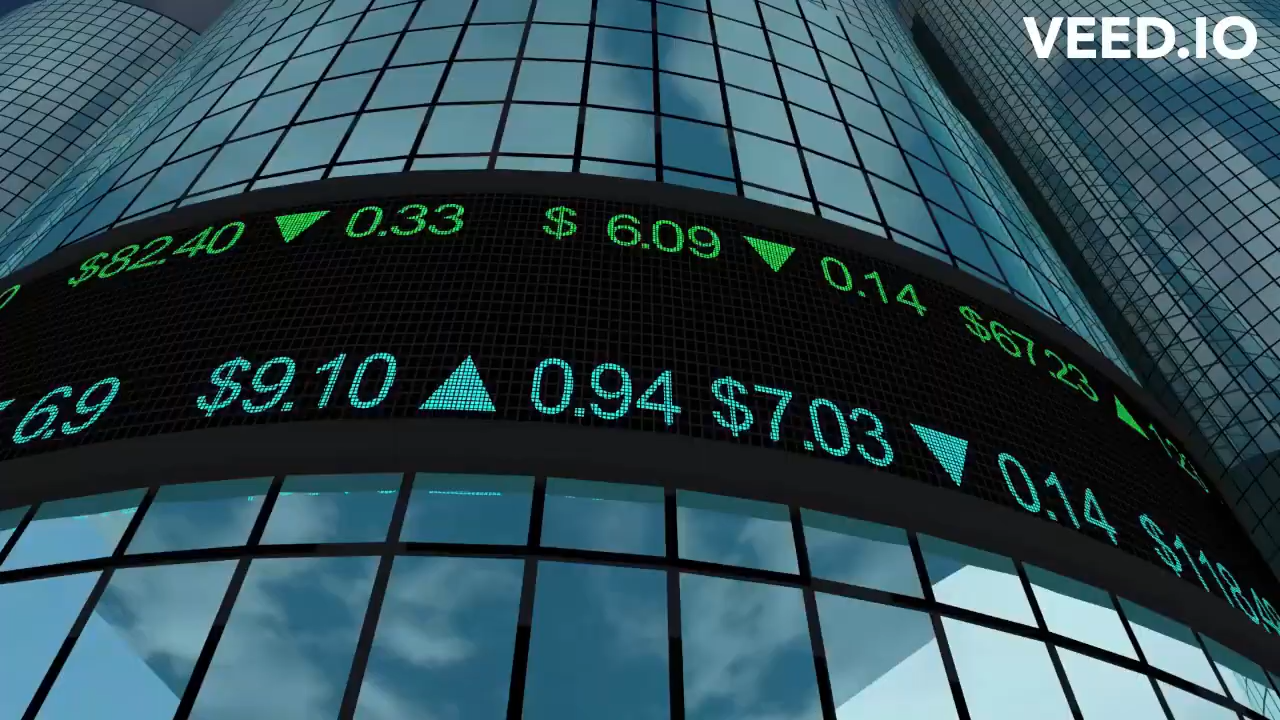 VEED.IO
$82.40 ▼ 0.33 $ 6.09 ▼ 0.14 $67.23 ▲
6.9 $9.10 ▲ 0.94 $7.03 ▼ 0.14